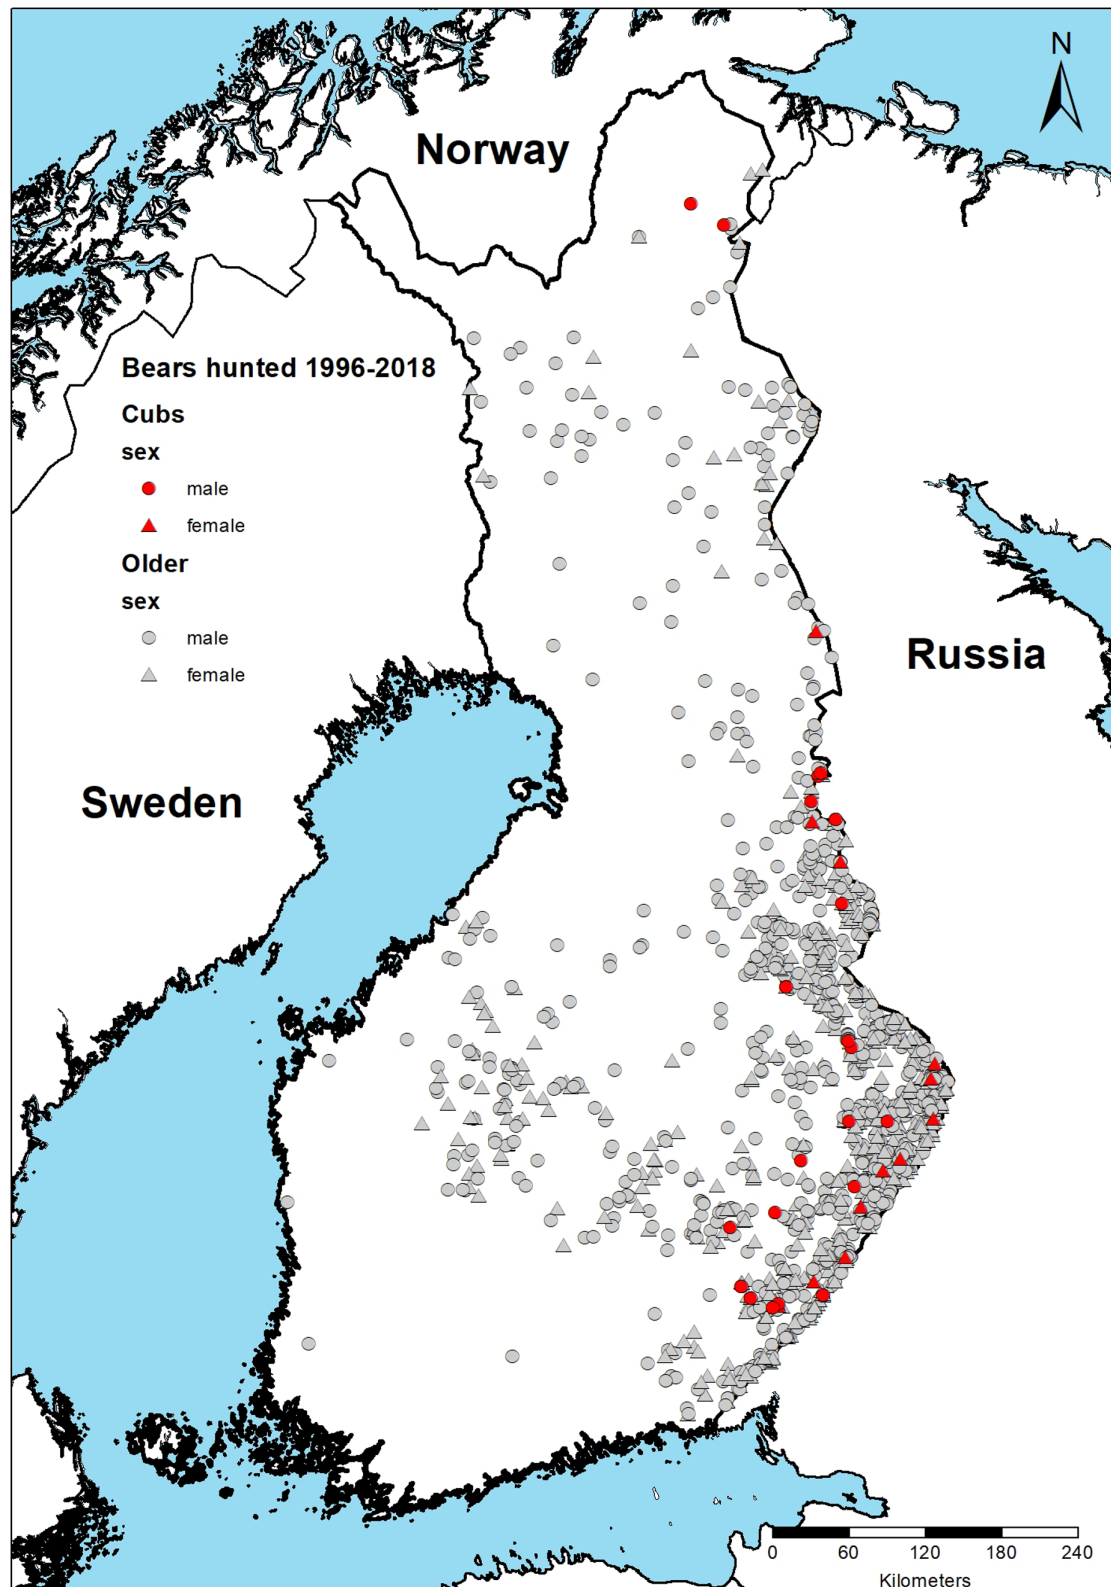 N
Norway
Bears hunted 1996-2018
Cubs
sex
male
female
Older
sex
male
female
Russia
Sweden
0 60 120 180 240
Kilometers